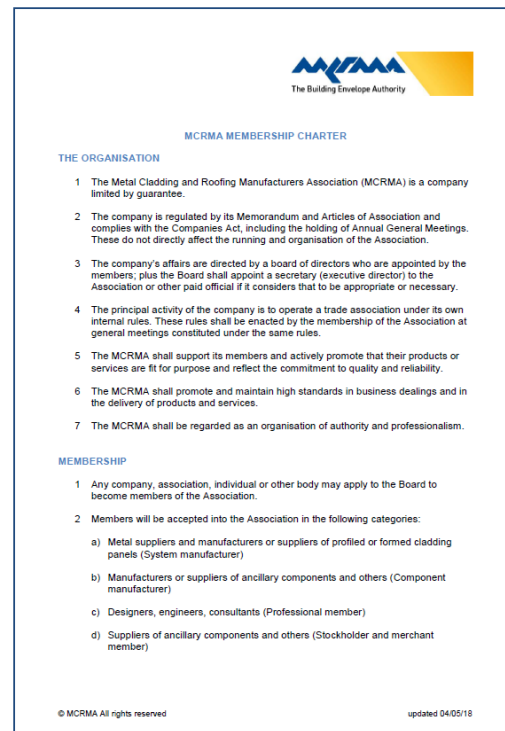 MCRMA
The Building Envelope Authority
MCRMA MEMBERSHIP CHARTER
THE ORGANISATION
1 The Metal Cladding and Roofing Manufacturers Association (MCRMA) is a company
limited by guarantee.
2 The company is regulated by its Memorandum and Articles of Association and
complies with the Companies Act, including the holding of Annual General Meetings.
These do not directly affect the running and organisation of the Association.
3 The company's affairs are directed by a board of directors who are appointed by the
members; plus the Board shall appoint a secretary (executive director) to the
Association or other paid official if it considers that to be appropriate or necessary.
4 The principal activity of the company is to operate a trade association under its own
internal rules. These rules shall be enacted by the membership of the Association at
general meetings constituted under the same rules.
5 The MCRMA shall support its members and actively promote that their products or
services are fit for purpose and reflect the commitment to quality and reliability.
6 The MCRMA shall promote and maintain high standards in business dealings and in
the delivery of products and services.
7 The MCRMA shall be regarded as an organisation of authority and professionalism.
MEMBERSHIP
1 Any company, association, individual or other body may apply to the Board to
become members of the Association.
2 Members will be accepted into the Association in the following categories:
a) Metal suppliers and manufacturers or suppliers of profiled or formed cladding
panels (System manufacturer)
b) Manufacturers or suppliers of ancillary components and others (Component
manufacturer)
c) Designers, engineers, consultants (Professional member)
d) Suppliers of ancillary components and others (Stockholder and merchant
member)
© MCRMA All rights reserved updated 04/05/18